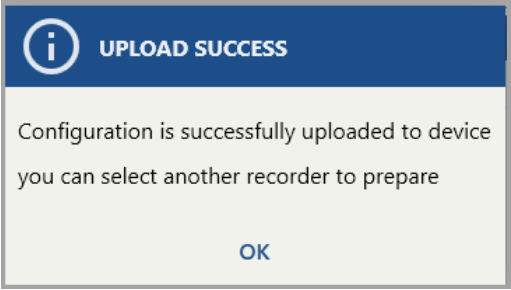 UPLOAD SUCCESS
Configuration is successfully uploaded to device
you can select another recorder to prepare
OK